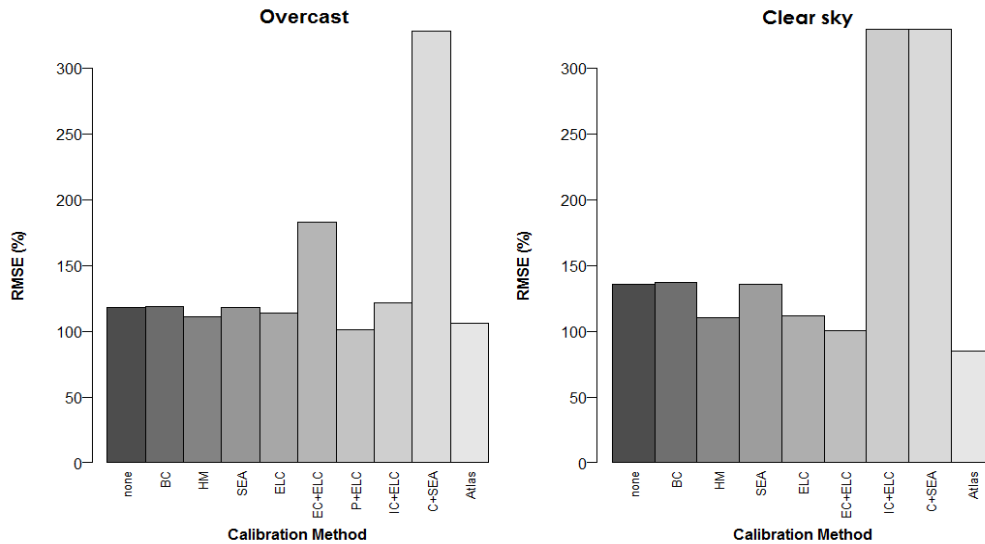 Overcast
RMSE (%)
300
250
200
150
100
50
0
none
BC
HM
SEA
ELC
EC+ELC
P+ELC
IC+ELC
C+SEA
Atlas
Calibration Method
Clear sky
RMSE (%)
300
250
200
150
100
50
0
none
BC
HM
SEA
ELC
EC+ELC
IC+ELC
C+SEA
Atlas
Calibration Method